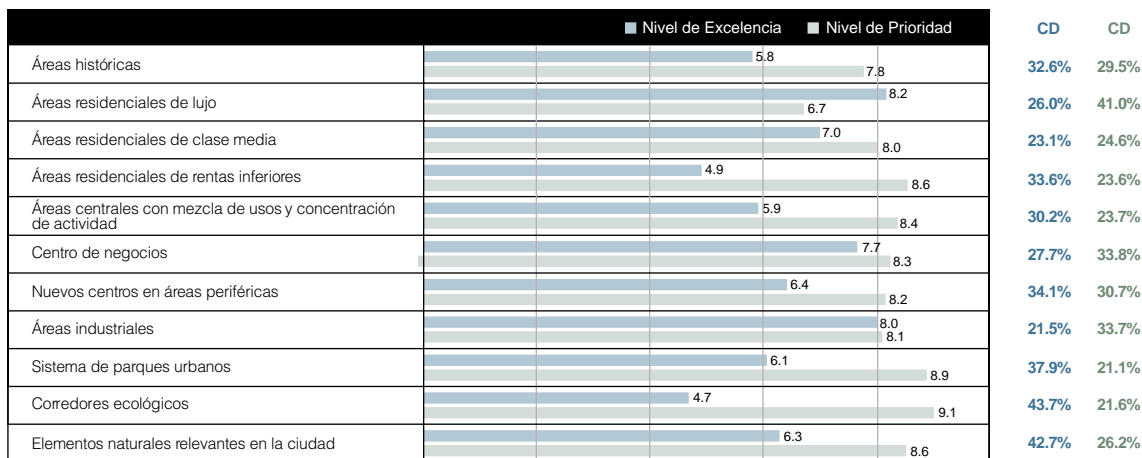 Nivel de Excelencia Nivel de Prioridad CD CD
Áreas históricas 5.8 7.8 32.6% 29.5%
Áreas residenciales de lujo 8.2 6.7 26.0% 41.0%
Áreas residenciales de clase media 7.0 8.0 23.1% 24.6%
Áreas residenciales de rentas inferiores 4.9 8.6 33.6% 23.6%
Áreas centrales con mezcla de usos y concentración
de actividad 5.9 8.4 30.2% 23.7%
Centro de negocios 7.7 8.3 27.7% 33.8%
Nuevos centros en áreas periféricas 6.4 8.2 34.1% 30.7%
Áreas industriales 8.0 8.1 21.5% 33.7%
Sistema de parques urbanos 6.1 8.9 37.9% 21.1%
Corredores ecológicos 4.7 9.1 43.7% 21.6%
Elementos naturales relevantes en la ciudad 6.3 8.6 42.7% 26.2%